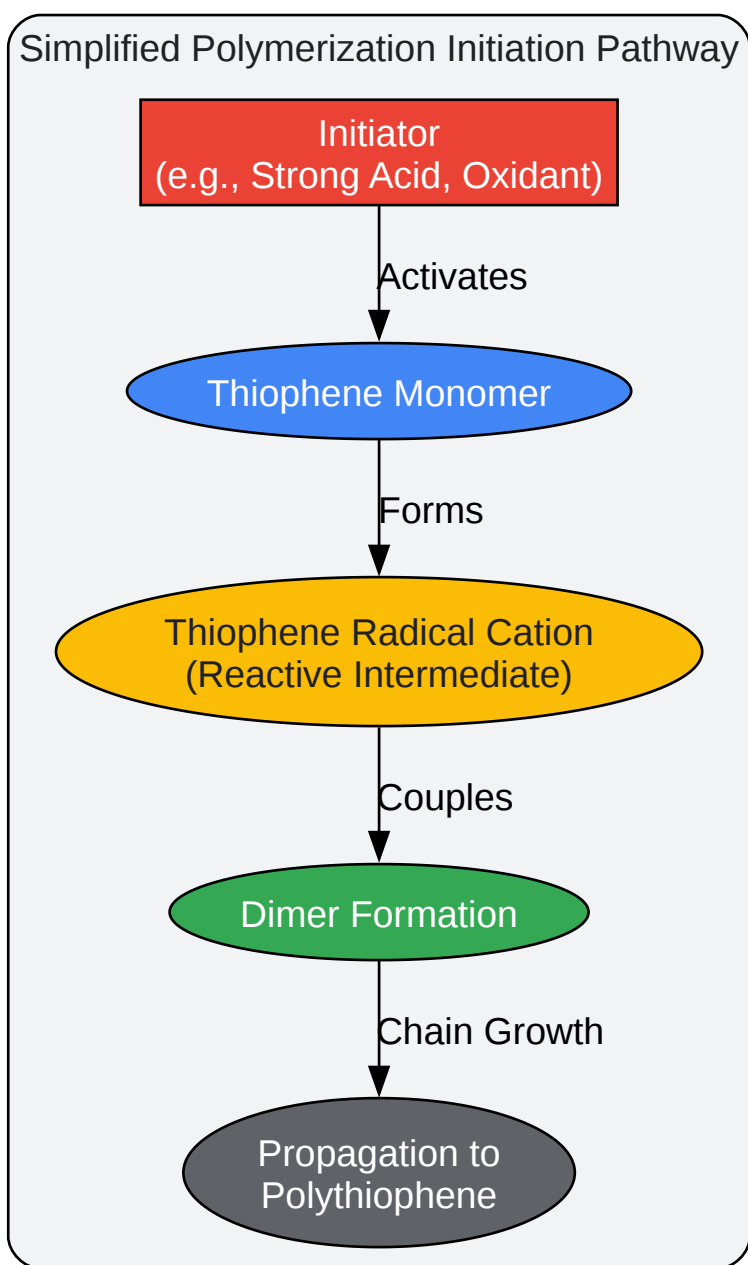 Simplified Polymerization Initiation Pathway
Initiator
(e.g., Strong Acid, Oxidant)
Activates
Thiophene Monomer
Forms
Thiophene Radical Cation
(Reactive Intermediate)
Couples
Dimer Formation
Chain Growth
Propagation to
Polythiophene